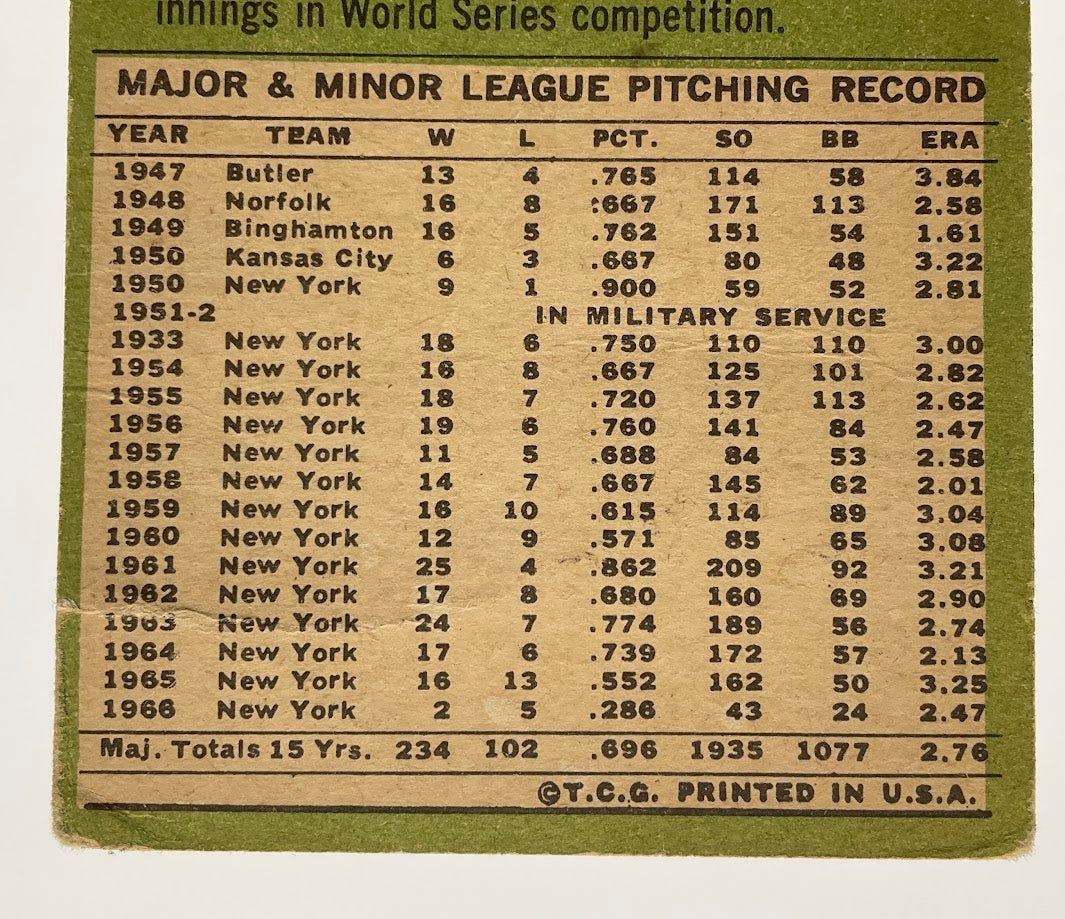 innings in World Series competition.
MAJOR & MINOR LEAGUE PITCHING RECORD
YEAR TEAM W L PCT. SO BB ERA
1947 Butler 13 4 .765 114 58 3.84
1948 Norfolk 16 8 .667 171 113 2.58
1949 Binghamton 16 5 .762 151 54 1.61
1950 Kansas City 6 3 .667 80 48 3.22
1950 New York 9 1 .900 59 52 2.81
1951-2 IN MILITARY SERVICE
1933 New York 18 6 .750 110 110 3.00
1954 New York 16 8 .667 125 101 2.82
1955 New York 18 7 .720 137 113 2.62
1956 New York 19 6 .760 141 84 2.47
1957 New York 11 5 .688 84 53 2.58
1958 New York 14 7 .667 145 62 2.01
1959 New York 16 10 .615 114 89 3.04
1960 New York 12 9 .571 85 65 3.08
1961 New York 25 4 .862 209 92 3.21
1962 New York 17 8 .680 160 69 2.90
1963 New York 24 7 .774 189 56 2.74
1964 New York 17 6 .739 172 57 2.13
1965 New York 16 13 .552 162 50 3.25
1966 New York 2 5 .286 43 24 2.47
Maj. Totals 15 Yrs. 234 102 .696 1935 1077 2.76
©T.C.G. PRINTED IN U.S.A.